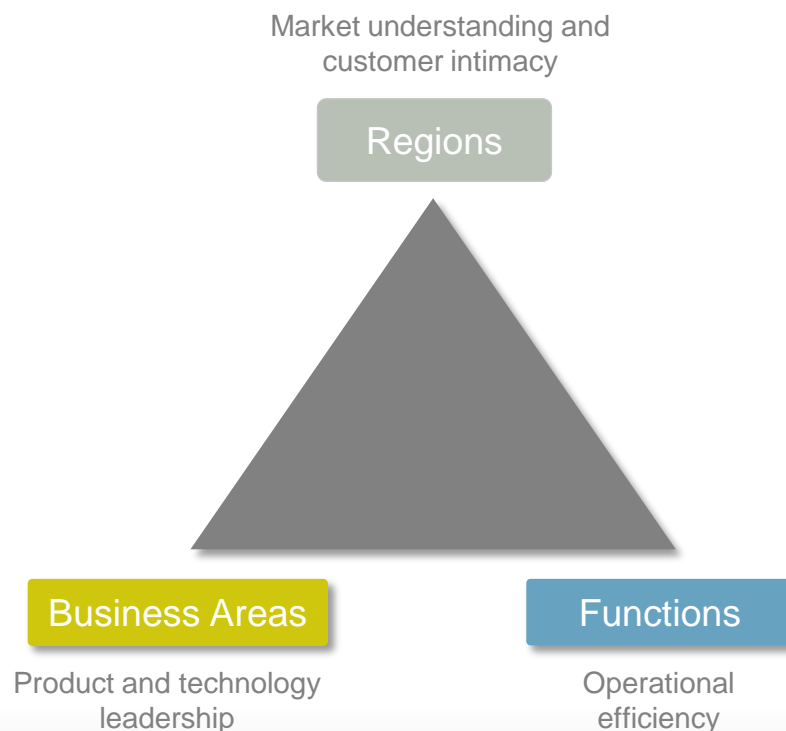 Market understanding and
customer intimacy
Regions
Business Areas
Functions
Product and technology
leadership
Operational
efficiency